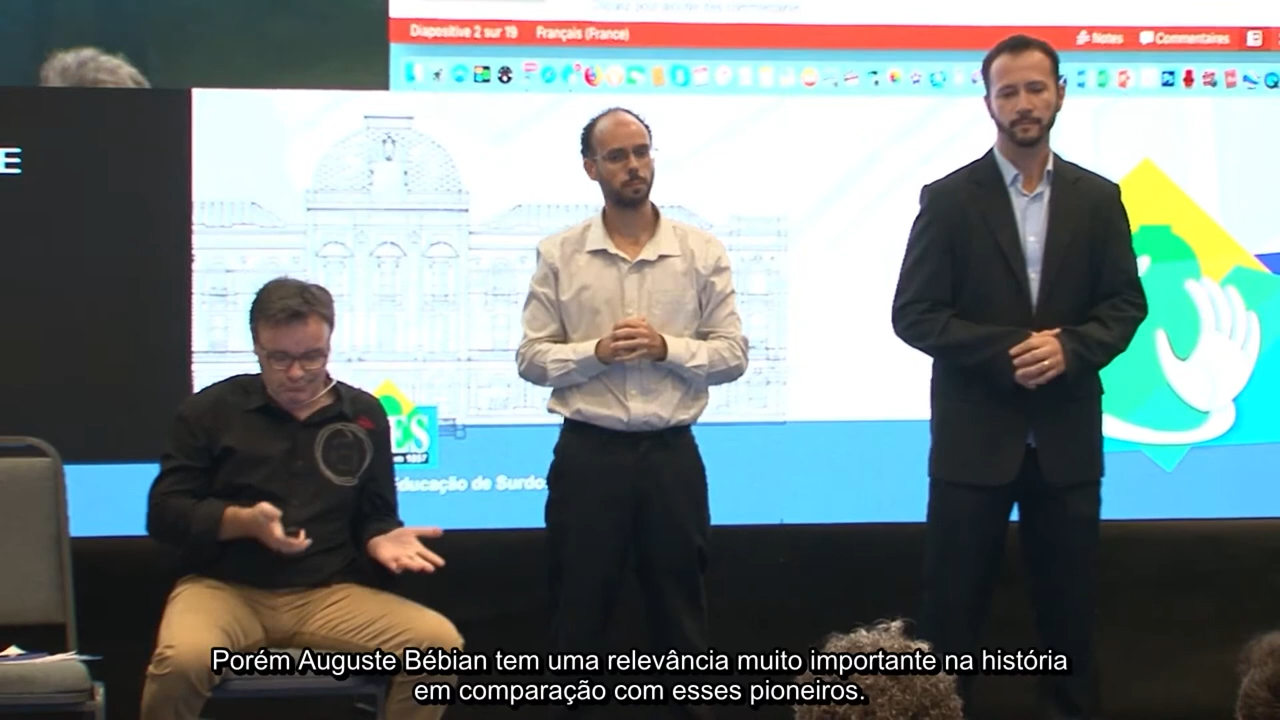 Diapositive 2 sur 19 Français (France) Notes Commentaires
E
ES
Educação de Surdo
Porém Auguste Bébian tem uma relevância muito importante na história
em comparação com esses pioneiros.